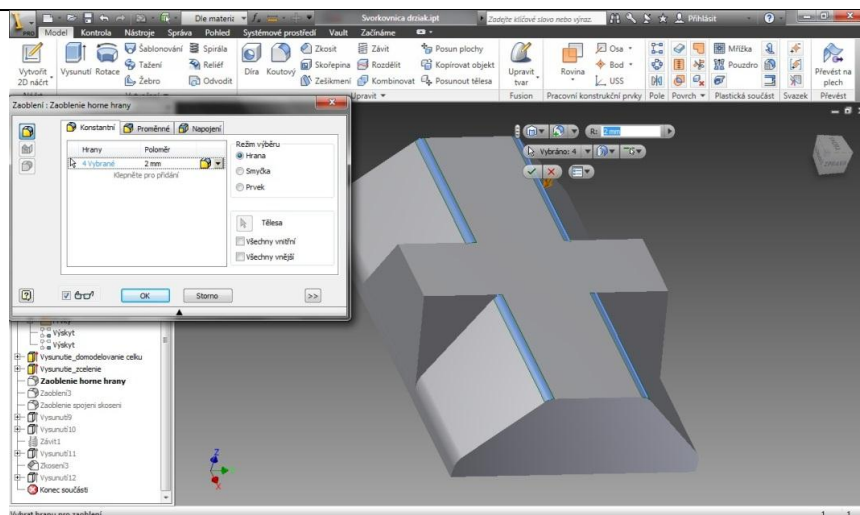 PRO
Dle materiá
Svorkovnica drziak.ipt
Zadejte klíčové slovo nebo výraz.
Přihlásit
Model Kontrola Nástroje Správa Pohled Systémové prostředí Vault Začínáme
Vytvořit 2D náčrt
Vysunutí
Rotace
Šablonování
Tažení
Žebro
Spirála
Reliéf
Odvodit
Díra
Koutový
Zkosit
Skořepina
Zešikmení
Závit
Rozdělit
Kombinovat
Posun plochy
Kopírovat objekt
Posunout tělesa
Upravit tvar
Rovina
Osa
Bod
USS
Mřížka
Pouzdro
Převést na plech
Upravit
Fusion
Pracovní konstrukční prvky
Pole
Povrch
Plastická součást
Svazek
Převést
Zaoblení : Zaoblenie horne hrany
Konstantní Proměnné Napojení
Hrany Poloměr
4 Vybrané 2 mm
Klepněte pro přidání
Režim výběru
Hrana
Smyčka
Prvek
Tělesa
Všechny vnitřní
Všechny vnější
OK
Storno
>>
R: 2 mm
Vybráno: 4
Výskyt
Výskyt
Vysunutie_domodelovanie celku
Vysunutie_zcelenie
Zaoblenie horne hrany
Zaoblení3
Zaoblenie spojeni skoseni
Vysunutí9
Vysunutí10
Závit1
Vysunutí11
Zkosení3
Vysunutí12
Konec součásti
Z
X
Vybrat hranu pro zaoblení
1 1